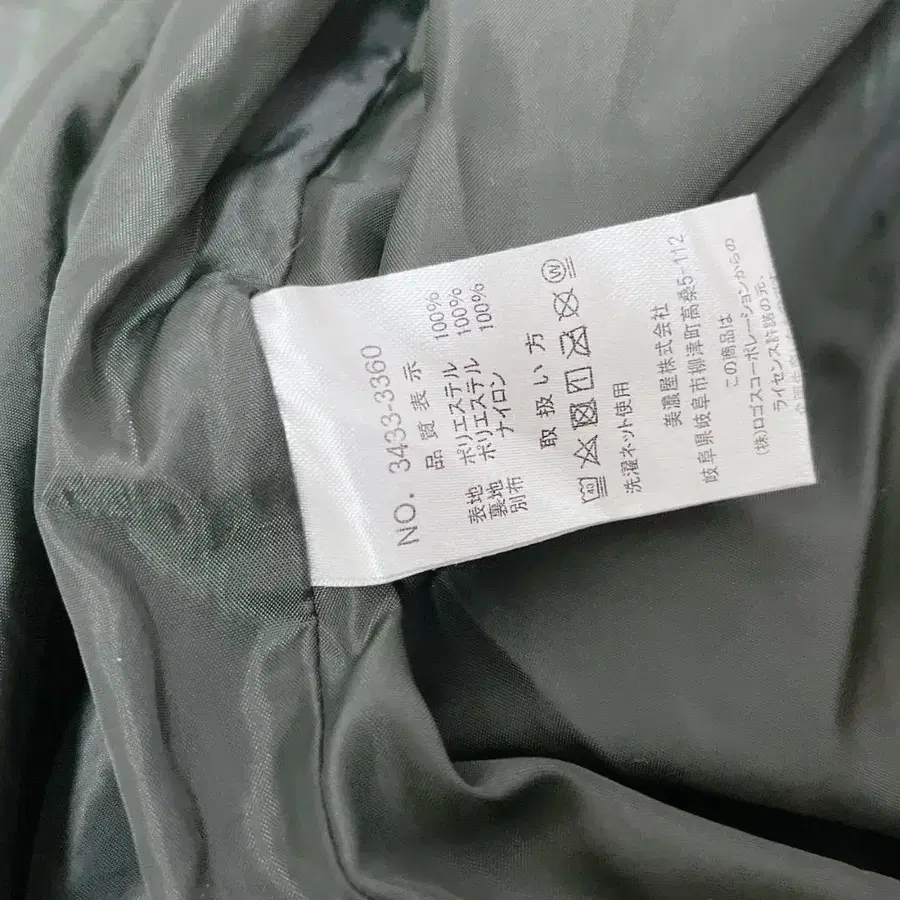 NO. 3433-3360
品質表示
表地 ポリエステル 100%
裏地 ポリエステル 100%
別布 ナイロン 100%
取扱い方
洗濯ネット使用
美濃屋株式会社
岐阜県岐阜市柳津町高桑5-112
この商品は
(株)ロゴスコーポレーションからの
ライセンス許諾の元、